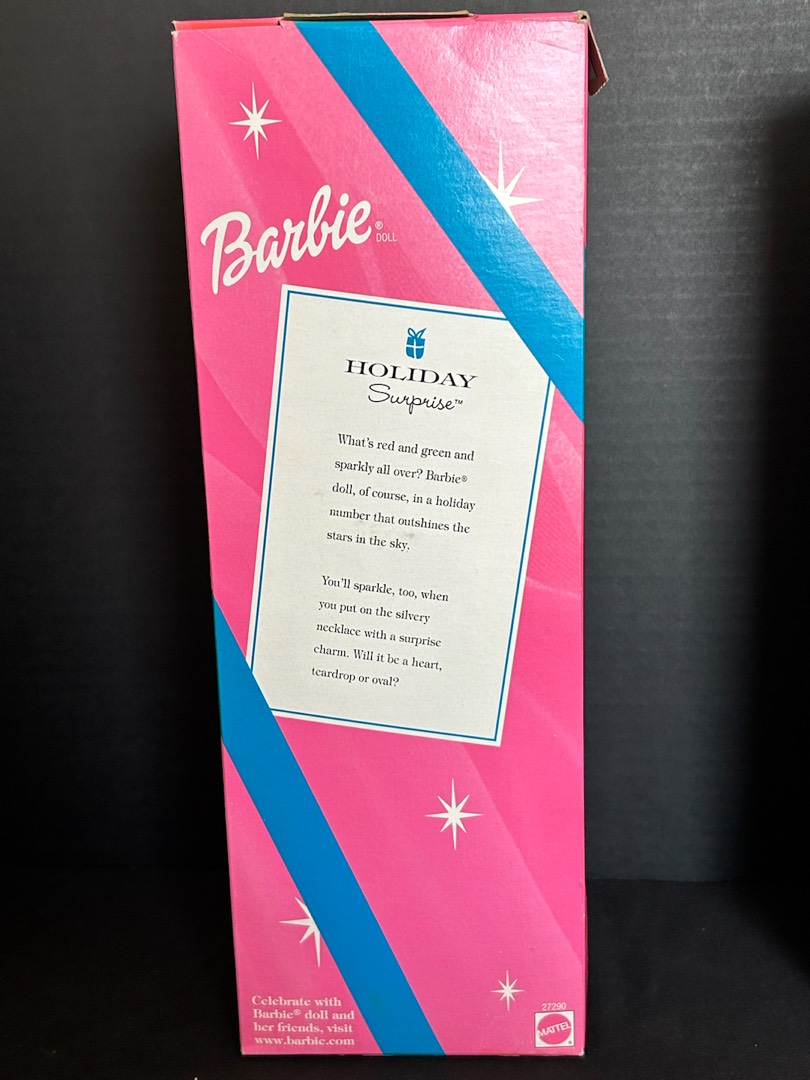 Barbie® DOLL
HOLIDAY
Surprise™
What's red and green and
sparkly all over? Barbie®
doll, of course, in a holiday
number that outshines the
stars in the sky.
You'll sparkle, too, when
you put on the silvery
necklace with a surprise
charm. Will it be a heart,
teardrop or oval?
Celebrate with
Barbie® doll and
her friends, visit
www.barbie.com
27290
MATTEL